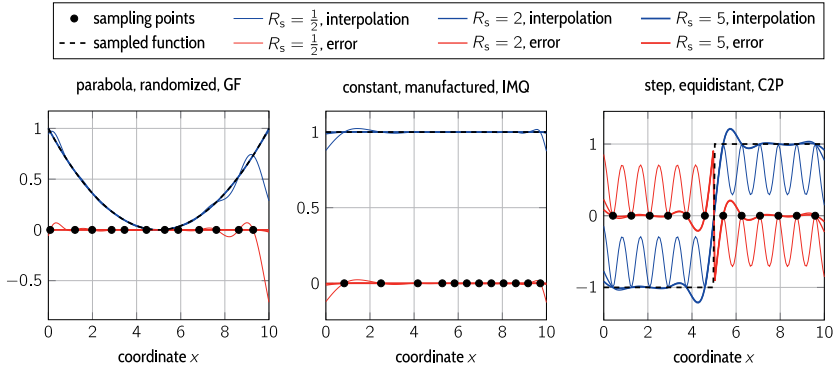 sampling points
R_s = 1/2, interpolation
R_s = 2, interpolation
R_s = 5, interpolation
sampled function
R_s = 1/2, error
R_s = 2, error
R_s = 5, error
parabola, randomized, GF
constant, manufactured, IMQ
step, equidistant, C2P
1
0.5
0
−0.5
0 2 4 6 8 10
coordinate x
1
0.5
0
0 2 4 6 8 10
coordinate x
1
0
−1
0 2 4 6 8 10
coordinate x